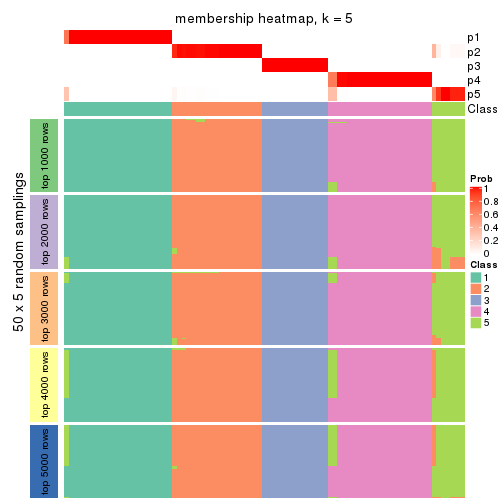 membership heatmap, k = 5
p1
p2
p3
p4
p5
Class
50 x 5 random samplings
top 1000 rows
top 2000 rows
top 3000 rows
top 4000 rows
top 5000 rows
Prob
1
0.8
0.6
0.4
0.2
0
Class
1
2
3
4
5